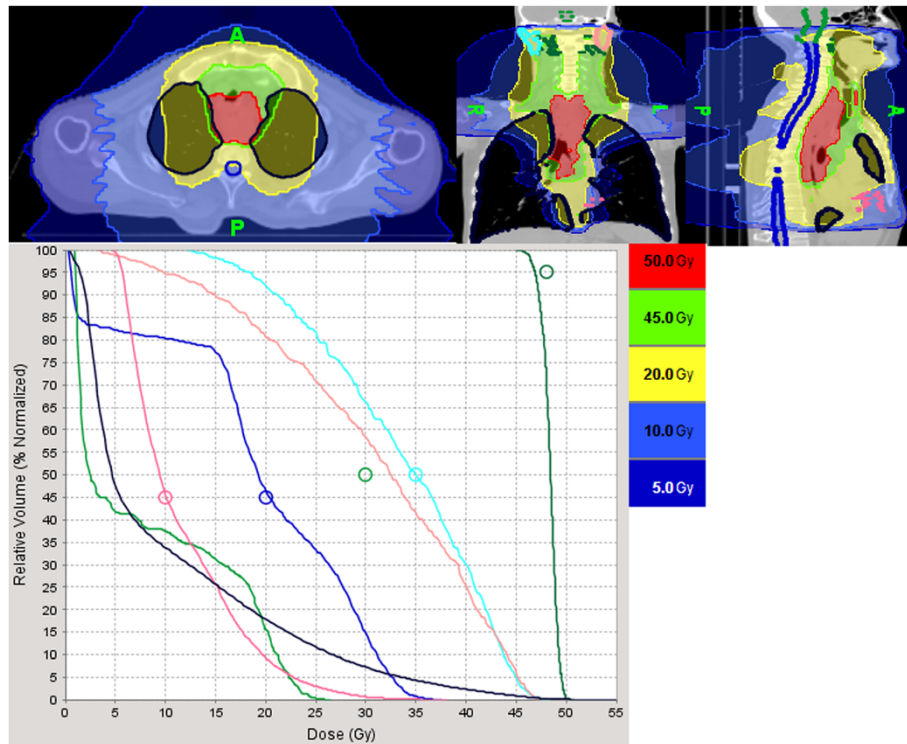 A
P
R
L
P
A
50.0 Gy
45.0 Gy
20.0 Gy
10.0 Gy
5.0 Gy
Relative Volume (% Normalized)
100
95
90
85
80
75
70
65
60
55
50
45
40
35
30
25
20
15
10
5
0
0 5 10 15 20 25 30 35 40 45 50 55
Dose (Gy)